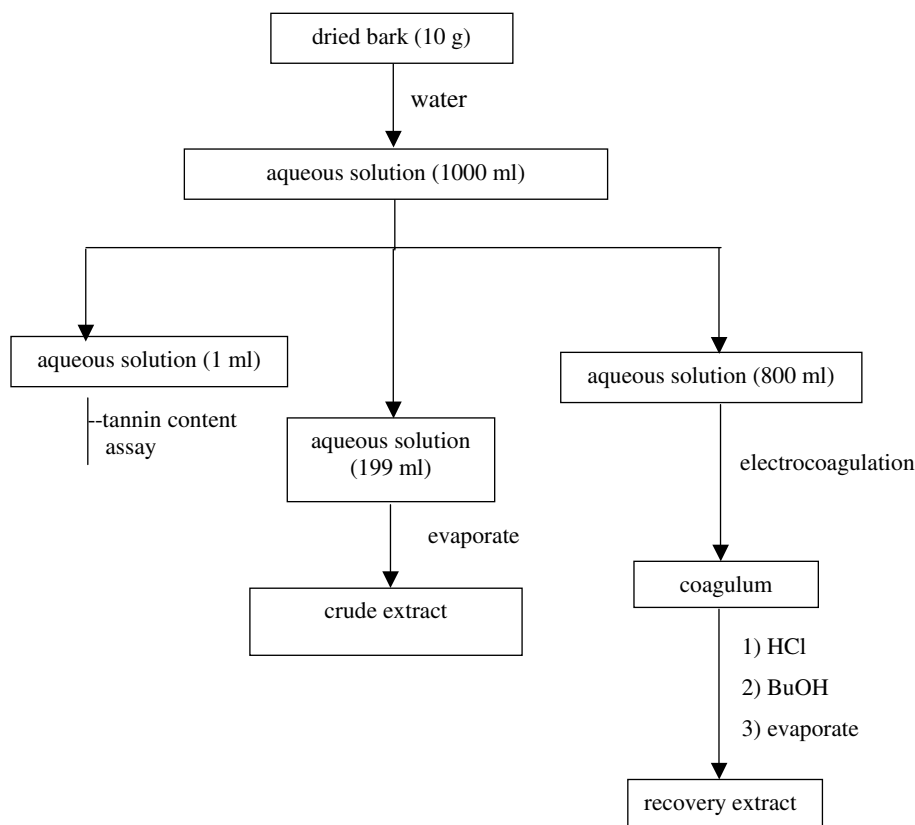 dried bark (10 g)
water
aqueous solution (1000 ml)
aqueous solution (1 ml)
--tannin content
assay
aqueous solution
(199 ml)
evaporate
crude extract
aqueous solution (800 ml)
electrocoagulation
coagulum
1) HCl
2) BuOH
3) evaporate
recovery extract